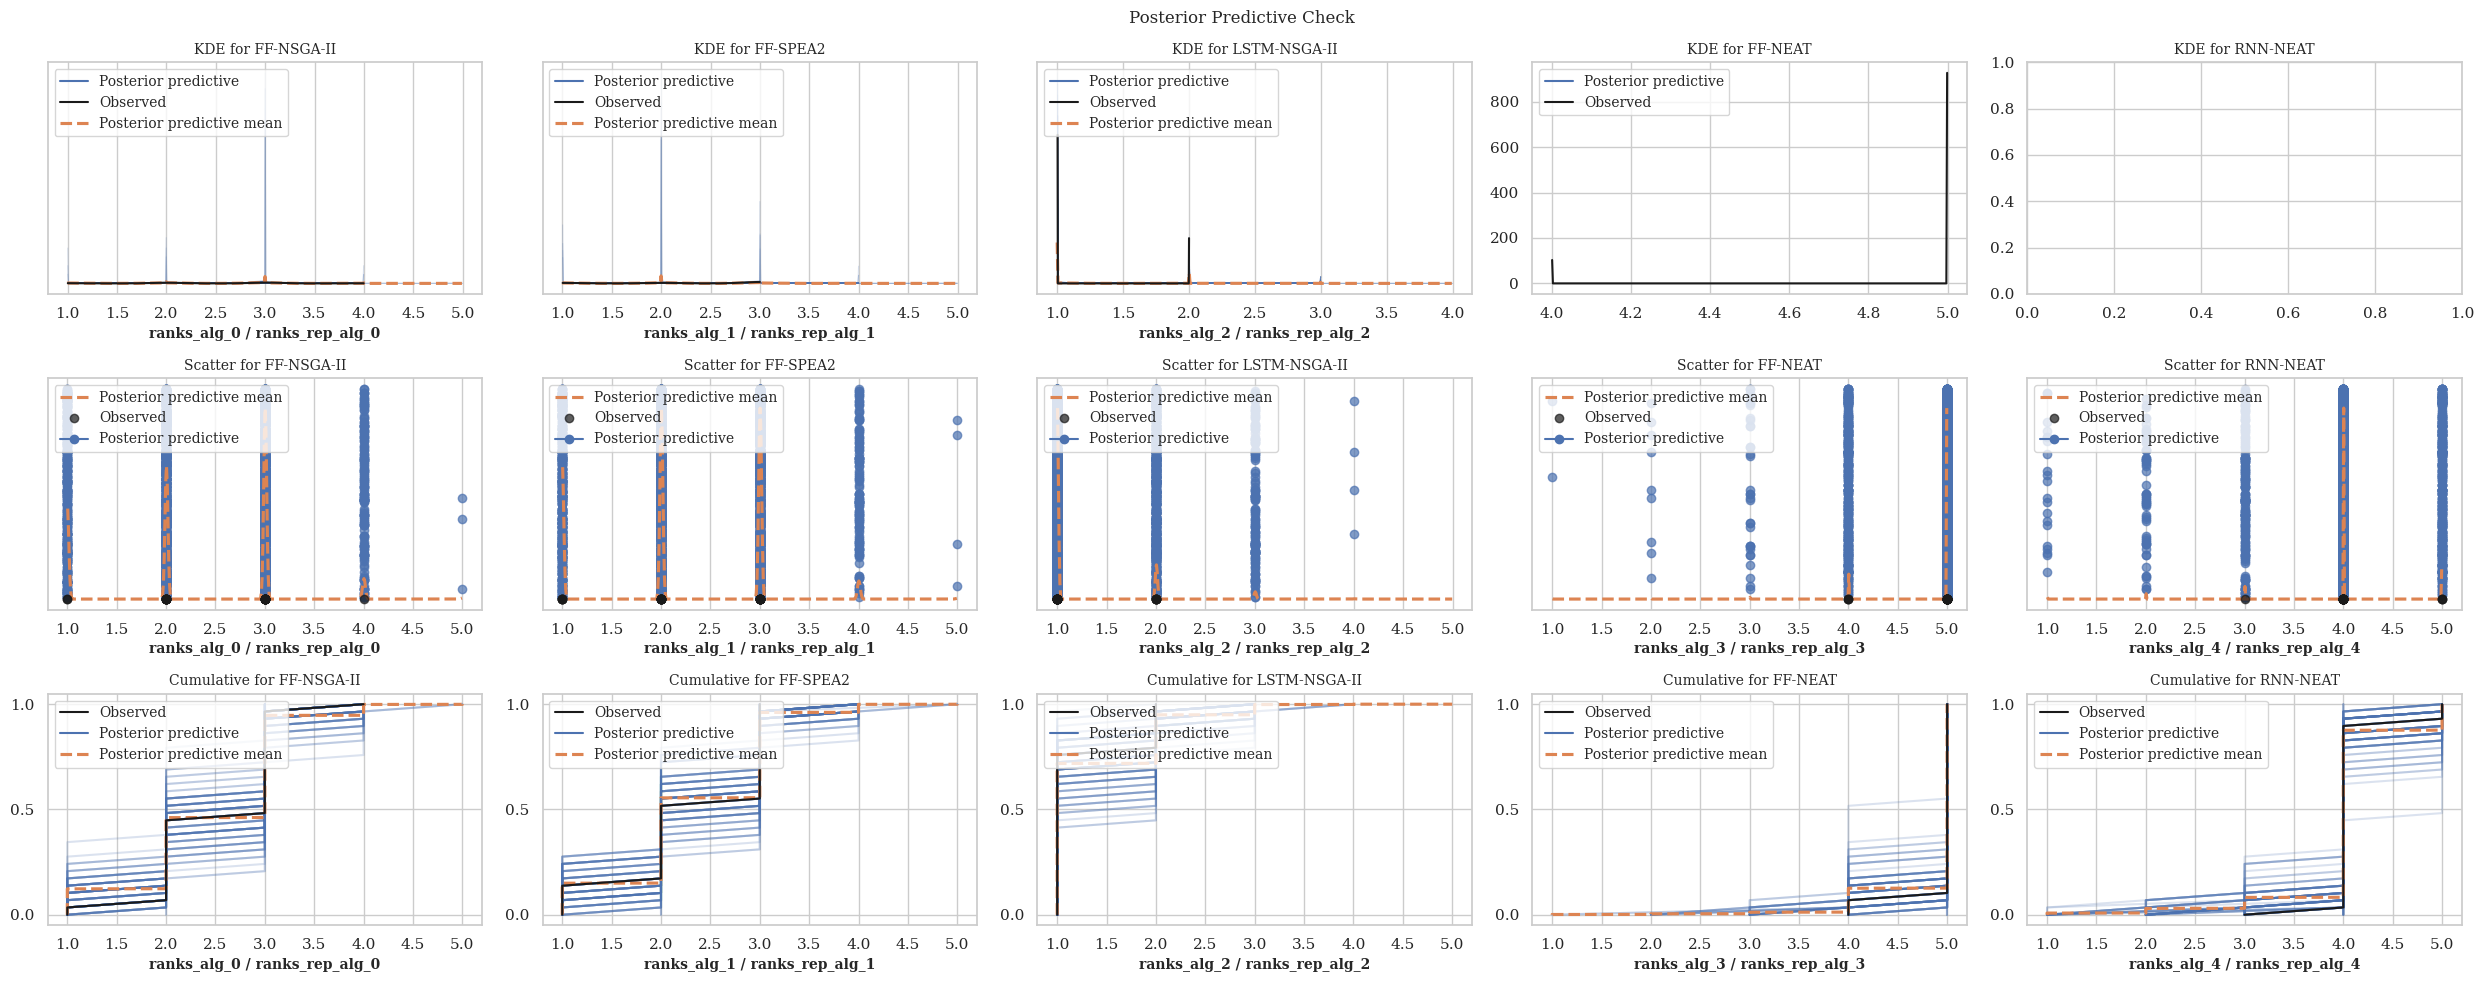 Posterior Predictive Check
KDE for FF-NSGA-II
Posterior predictive
Observed
Posterior predictive mean
1.0 1.5 2.0 2.5 3.0 3.5 4.0 4.5 5.0
ranks_alg_0 / ranks_rep_alg_0
KDE for FF-SPEA2
Posterior predictive
Observed
Posterior predictive mean
1.0 1.5 2.0 2.5 3.0 3.5 4.0 4.5 5.0
ranks_alg_1 / ranks_rep_alg_1
KDE for LSTM-NSGA-II
Posterior predictive
Observed
Posterior predictive mean
1.0 1.5 2.0 2.5 3.0 3.5 4.0
ranks_alg_2 / ranks_rep_alg_2
KDE for FF-NEAT
Posterior predictive
Observed
800
600
400
200
0
4.0 4.2 4.4 4.6 4.8 5.0
KDE for RNN-NEAT
1.0
0.8
0.6
0.4
0.2
0.0
0.0 0.2 0.4 0.6 0.8 1.0
Scatter for FF-NSGA-II
Posterior predictive mean
Observed
Posterior predictive
1.0 1.5 2.0 2.5 3.0 3.5 4.0 4.5 5.0
ranks_alg_0 / ranks_rep_alg_0
Scatter for FF-SPEA2
Posterior predictive mean
Observed
Posterior predictive
1.0 1.5 2.0 2.5 3.0 3.5 4.0 4.5 5.0
ranks_alg_1 / ranks_rep_alg_1
Scatter for LSTM-NSGA-II
Posterior predictive mean
Observed
Posterior predictive
1.0 1.5 2.0 2.5 3.0 3.5 4.0 4.5 5.0
ranks_alg_2 / ranks_rep_alg_2
Scatter for FF-NEAT
Posterior predictive mean
Observed
Posterior predictive
1.0 1.5 2.0 2.5 3.0 3.5 4.0 4.5 5.0
ranks_alg_3 / ranks_rep_alg_3
Scatter for RNN-NEAT
Posterior predictive mean
Observed
Posterior predictive
1.0 1.5 2.0 2.5 3.0 3.5 4.0 4.5 5.0
ranks_alg_4 / ranks_rep_alg_4
Cumulative for FF-NSGA-II
Observed
Posterior predictive
Posterior predictive mean
1.0
0.5
0.0
1.0 1.5 2.0 2.5 3.0 3.5 4.0 4.5 5.0
ranks_alg_0 / ranks_rep_alg_0
Cumulative for FF-SPEA2
Observed
Posterior predictive
Posterior predictive mean
1.0
0.5
0.0
1.0 1.5 2.0 2.5 3.0 3.5 4.0 4.5 5.0
ranks_alg_1 / ranks_rep_alg_1
Cumulative for LSTM-NSGA-II
Observed
Posterior predictive
Posterior predictive mean
1.0
0.5
0.0
1.0 1.5 2.0 2.5 3.0 3.5 4.0 4.5 5.0
ranks_alg_2 / ranks_rep_alg_2
Cumulative for FF-NEAT
Observed
Posterior predictive
Posterior predictive mean
1.0
0.5
0.0
1.0 1.5 2.0 2.5 3.0 3.5 4.0 4.5 5.0
ranks_alg_3 / ranks_rep_alg_3
Cumulative for RNN-NEAT
Observed
Posterior predictive
Posterior predictive mean
1.0
0.5
0.0
1.0 1.5 2.0 2.5 3.0 3.5 4.0 4.5 5.0
ranks_alg_4 / ranks_rep_alg_4